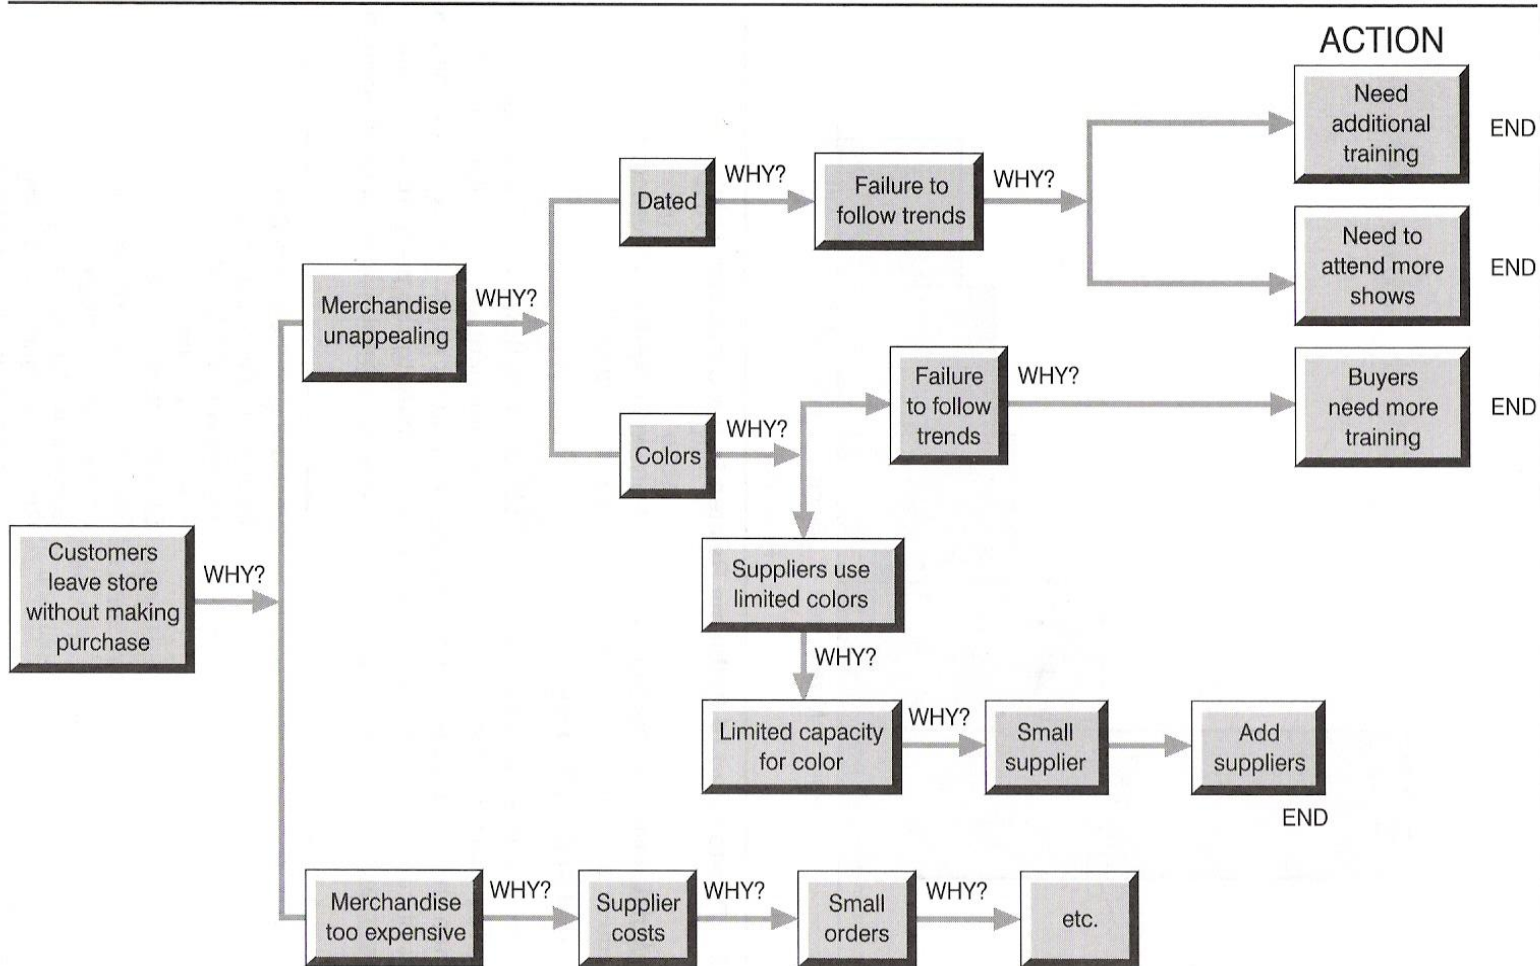 ACTION
Need
additional
training
END
Dated
WHY?
Failure to
follow trends
WHY?
Need to
attend more
shows
END
Merchandise
unappealing
WHY?
Failure
to follow
trends
WHY?
Buyers
need more
training
END
Colors
WHY?
Customers
leave store
without making
purchase
WHY?
Suppliers use
limited colors
WHY?
Limited capacity
for color
WHY?
Small
supplier
Add
suppliers
END
Merchandise
too expensive
WHY?
Supplier
costs
WHY?
Small
orders
WHY?
etc.